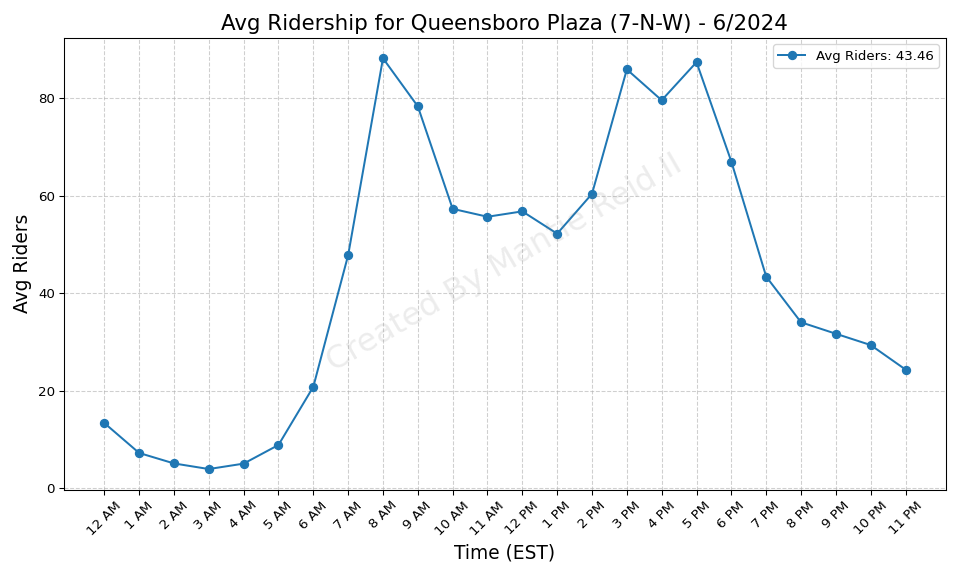 Avg Ridership for Queensboro Plaza (7-N-W) - 6/2024
Avg Riders: 43.46
Avg Riders
80
60
40
20
0
Created By Mannie Reid II
12 AM
1 AM
2 AM
3 AM
4 AM
5 AM
6 AM
7 AM
8 AM
9 AM
10 AM
11 AM
12 PM
1 PM
2 PM
3 PM
4 PM
5 PM
6 PM
7 PM
8 PM
9 PM
10 PM
11 PM
Time (EST)